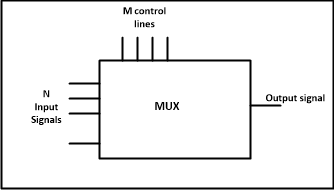 M control
lines
N
Input
Signals
MUX
Output signal